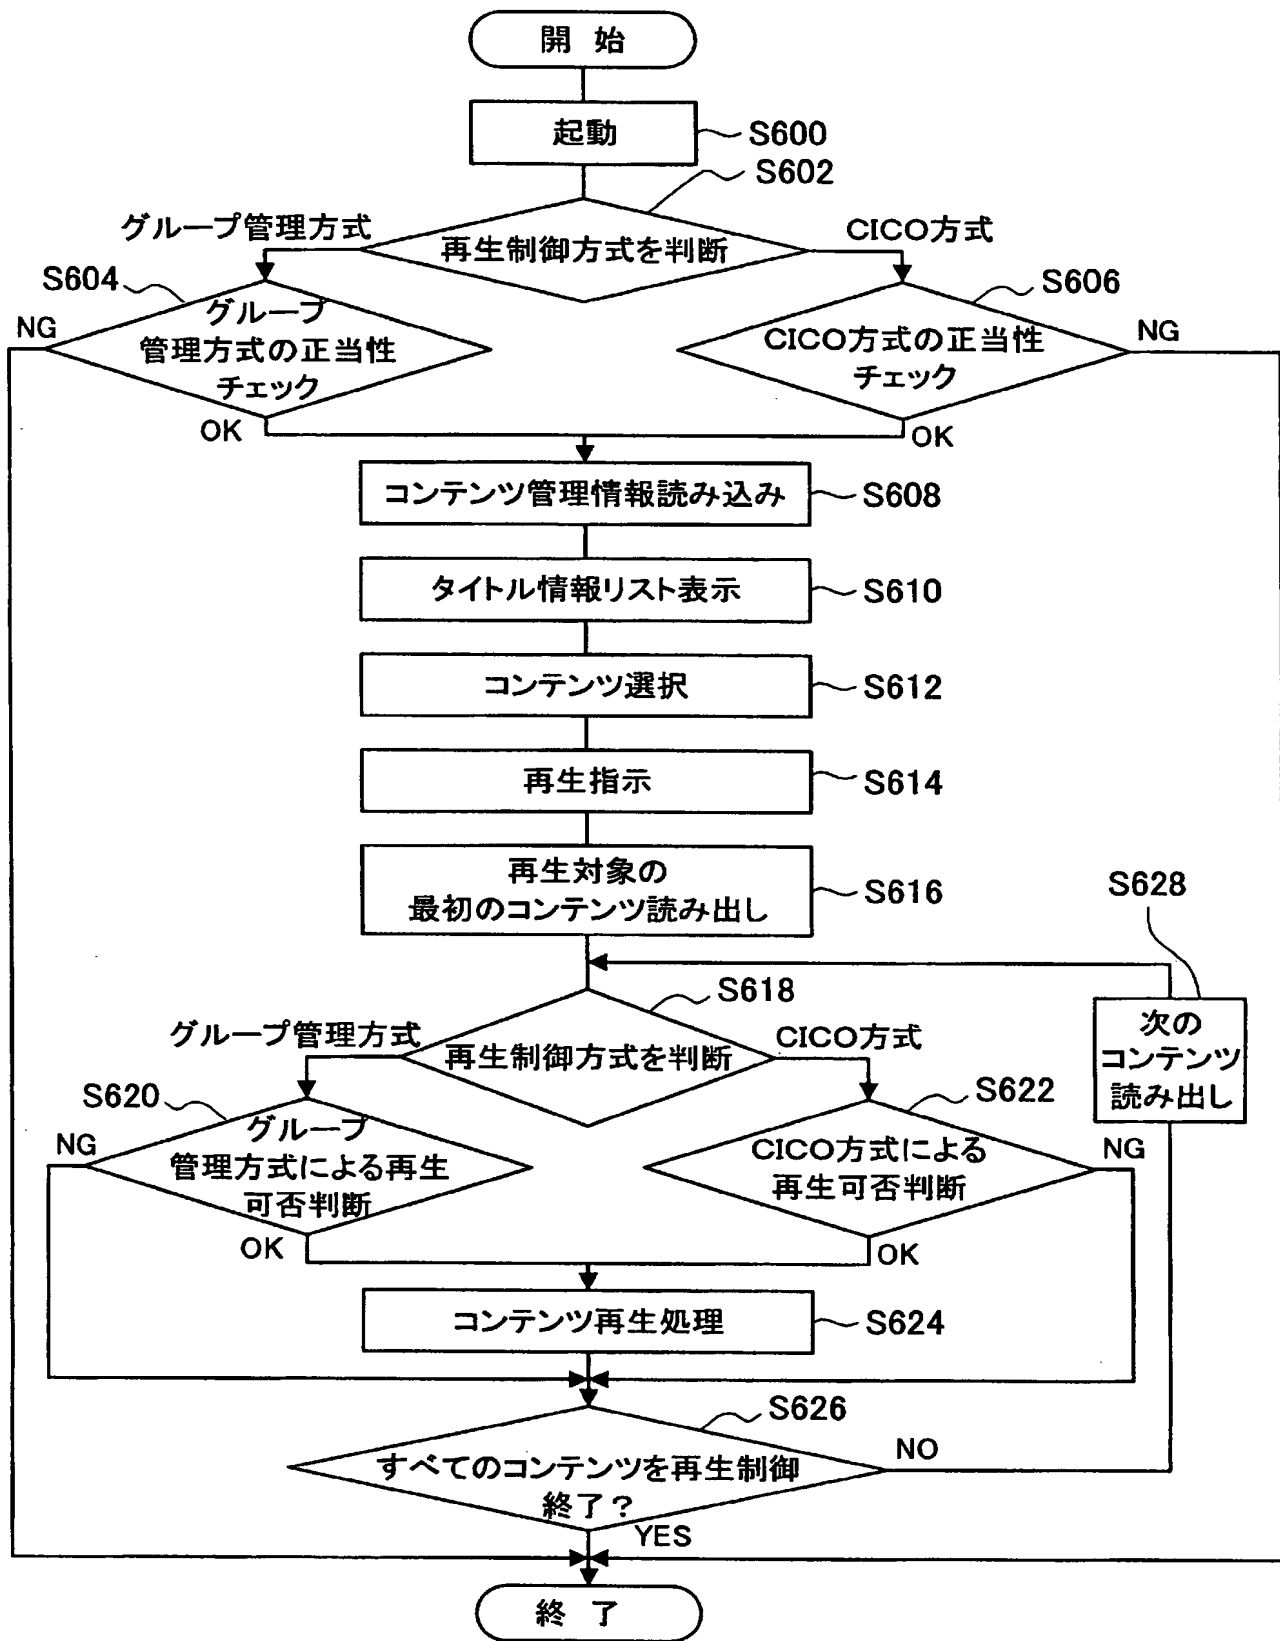 開 始
起動
S600
S602
グループ管理方式
再生制御方式を判断
CICO方式
S604
S606
NG
グループ
管理方式の正当性
チェック
CICO方式の正当性
チェック
NG
OK
OK
コンテンツ管理情報読み込み
S608
タイトル情報リスト表示
S610
コンテンツ選択
S612
再生指示
S614
再生対象の
最初のコンテンツ読み出し
S616
S628
次の
コンテンツ
読み出し
S618
グループ管理方式
再生制御方式を判断
CICO方式
S620
S622
NG
グループ
管理方式による再生
可否判断
CICO方式による
再生可否判断
NG
OK
OK
コンテンツ再生処理
S624
S626
すべてのコンテンツを再生制御
終了？
NO
YES
終 了